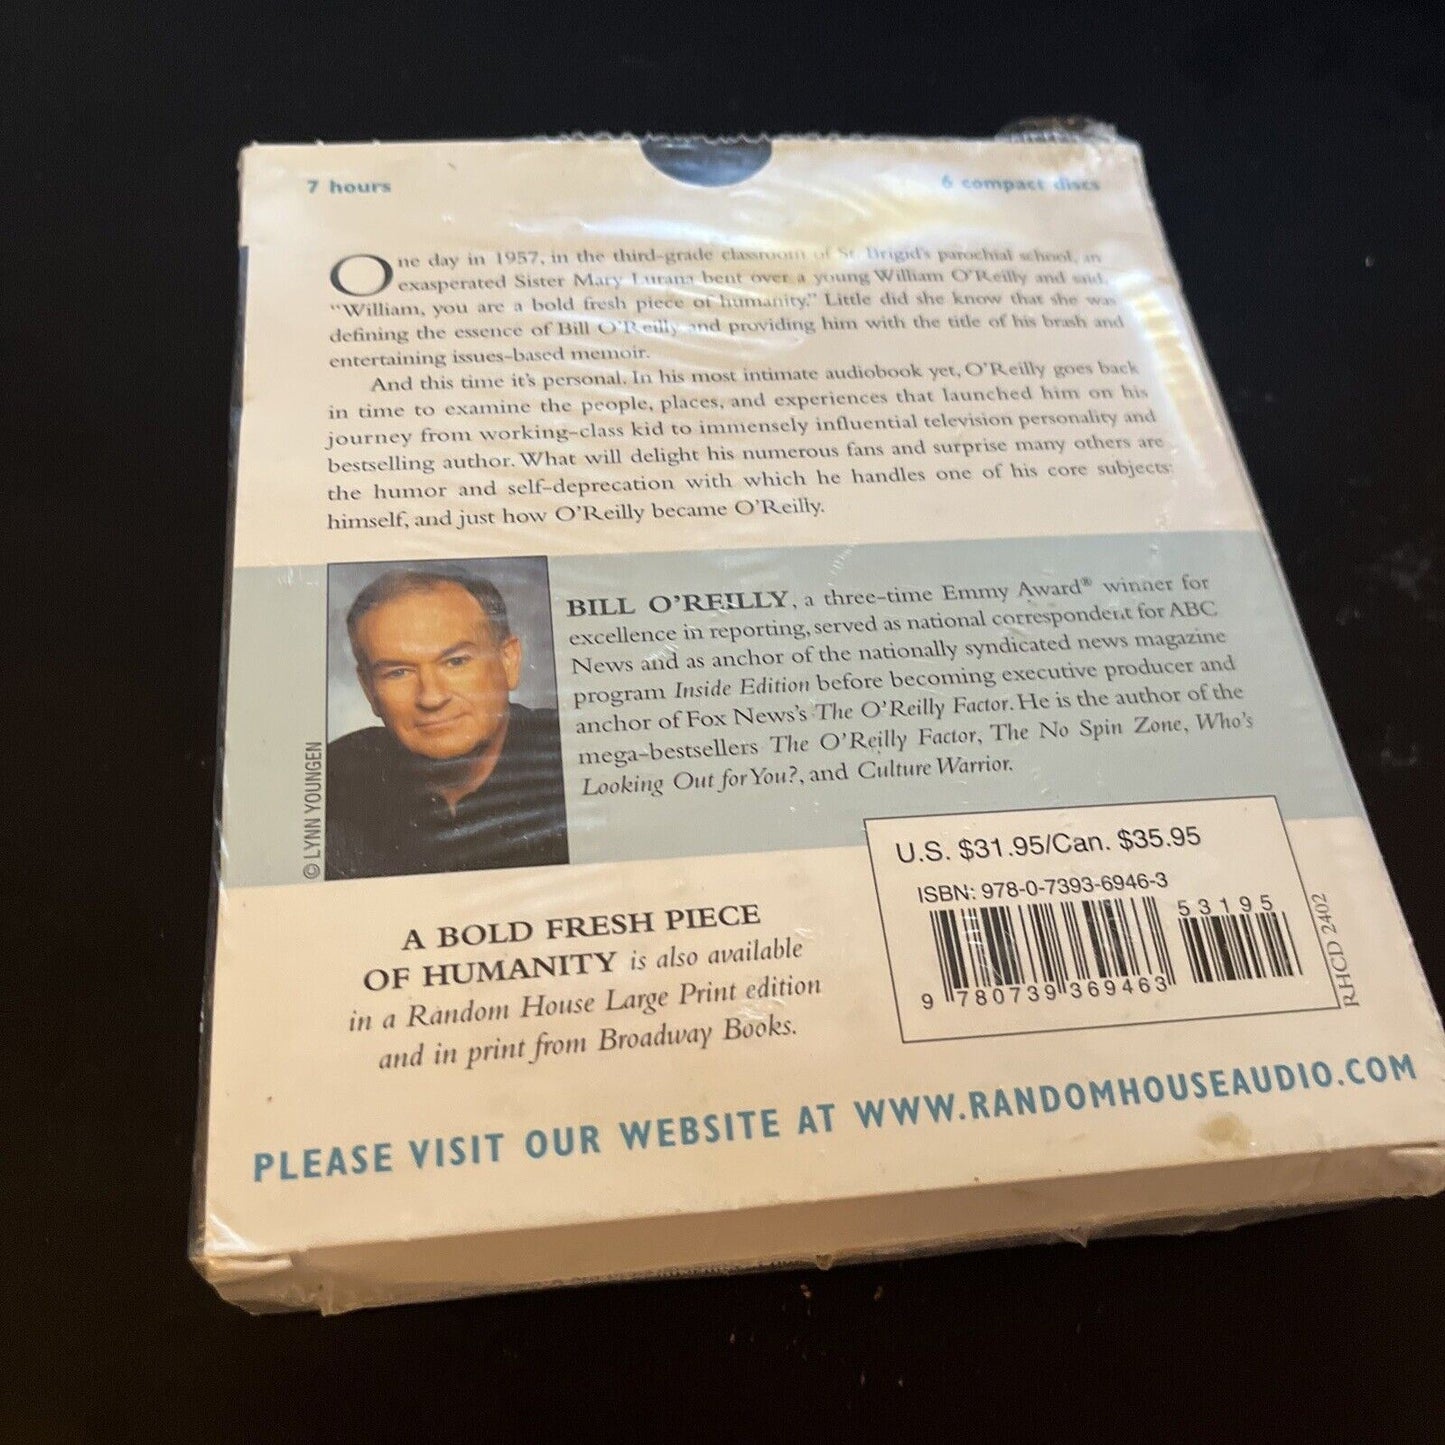 7 hours
6 compact discs
One day in 1957, in the third-grade classroom of St. Brigid's parochial school, an
exasperated Sister Mary Lurana bent over a young William O'Reilly and said,
“William, you are a bold fresh piece of humanity.” Little did she know that she was
defining the essence of Bill O'Reilly and providing him with the title of his brash and
entertaining issues-based memoir.
And this time it's personal. In his most intimate audiobook yet, O'Reilly goes back
in time to examine the people, places, and experiences that launched him on his
journey from working-class kid to immensely influential television personality and
bestselling author. What will delight his numerous fans and surprise many others are
the humor and self-deprecation with which he handles one of his core subjects:
himself, and just how O'Reilly became O'Reilly.
© LYNN YOUNGEN
BILL O'REILLY, a three-time Emmy Award® winner for
excellence in reporting, served as national correspondent for ABC
News and as anchor of the nationally syndicated news magazine
program Inside Edition before becoming executive producer and
anchor of Fox News's The O'Reilly Factor. He is the author of the
mega-bestsellers The O'Reilly Factor, The No Spin Zone, Who's
Looking Out for You?, and Culture Warrior.
A BOLD FRESH PIECE
OF HUMANITY is also available
in a Random House Large Print edition
and in print from Broadway Books.
U.S. $31.95/Can. $35.95
ISBN: 978-0-7393-6946-3
53195
9 780739 369463
RHCD 2402
PLEASE VISIT OUR WEBSITE AT WWW.RANDOMHOUSEAUDIO.COM